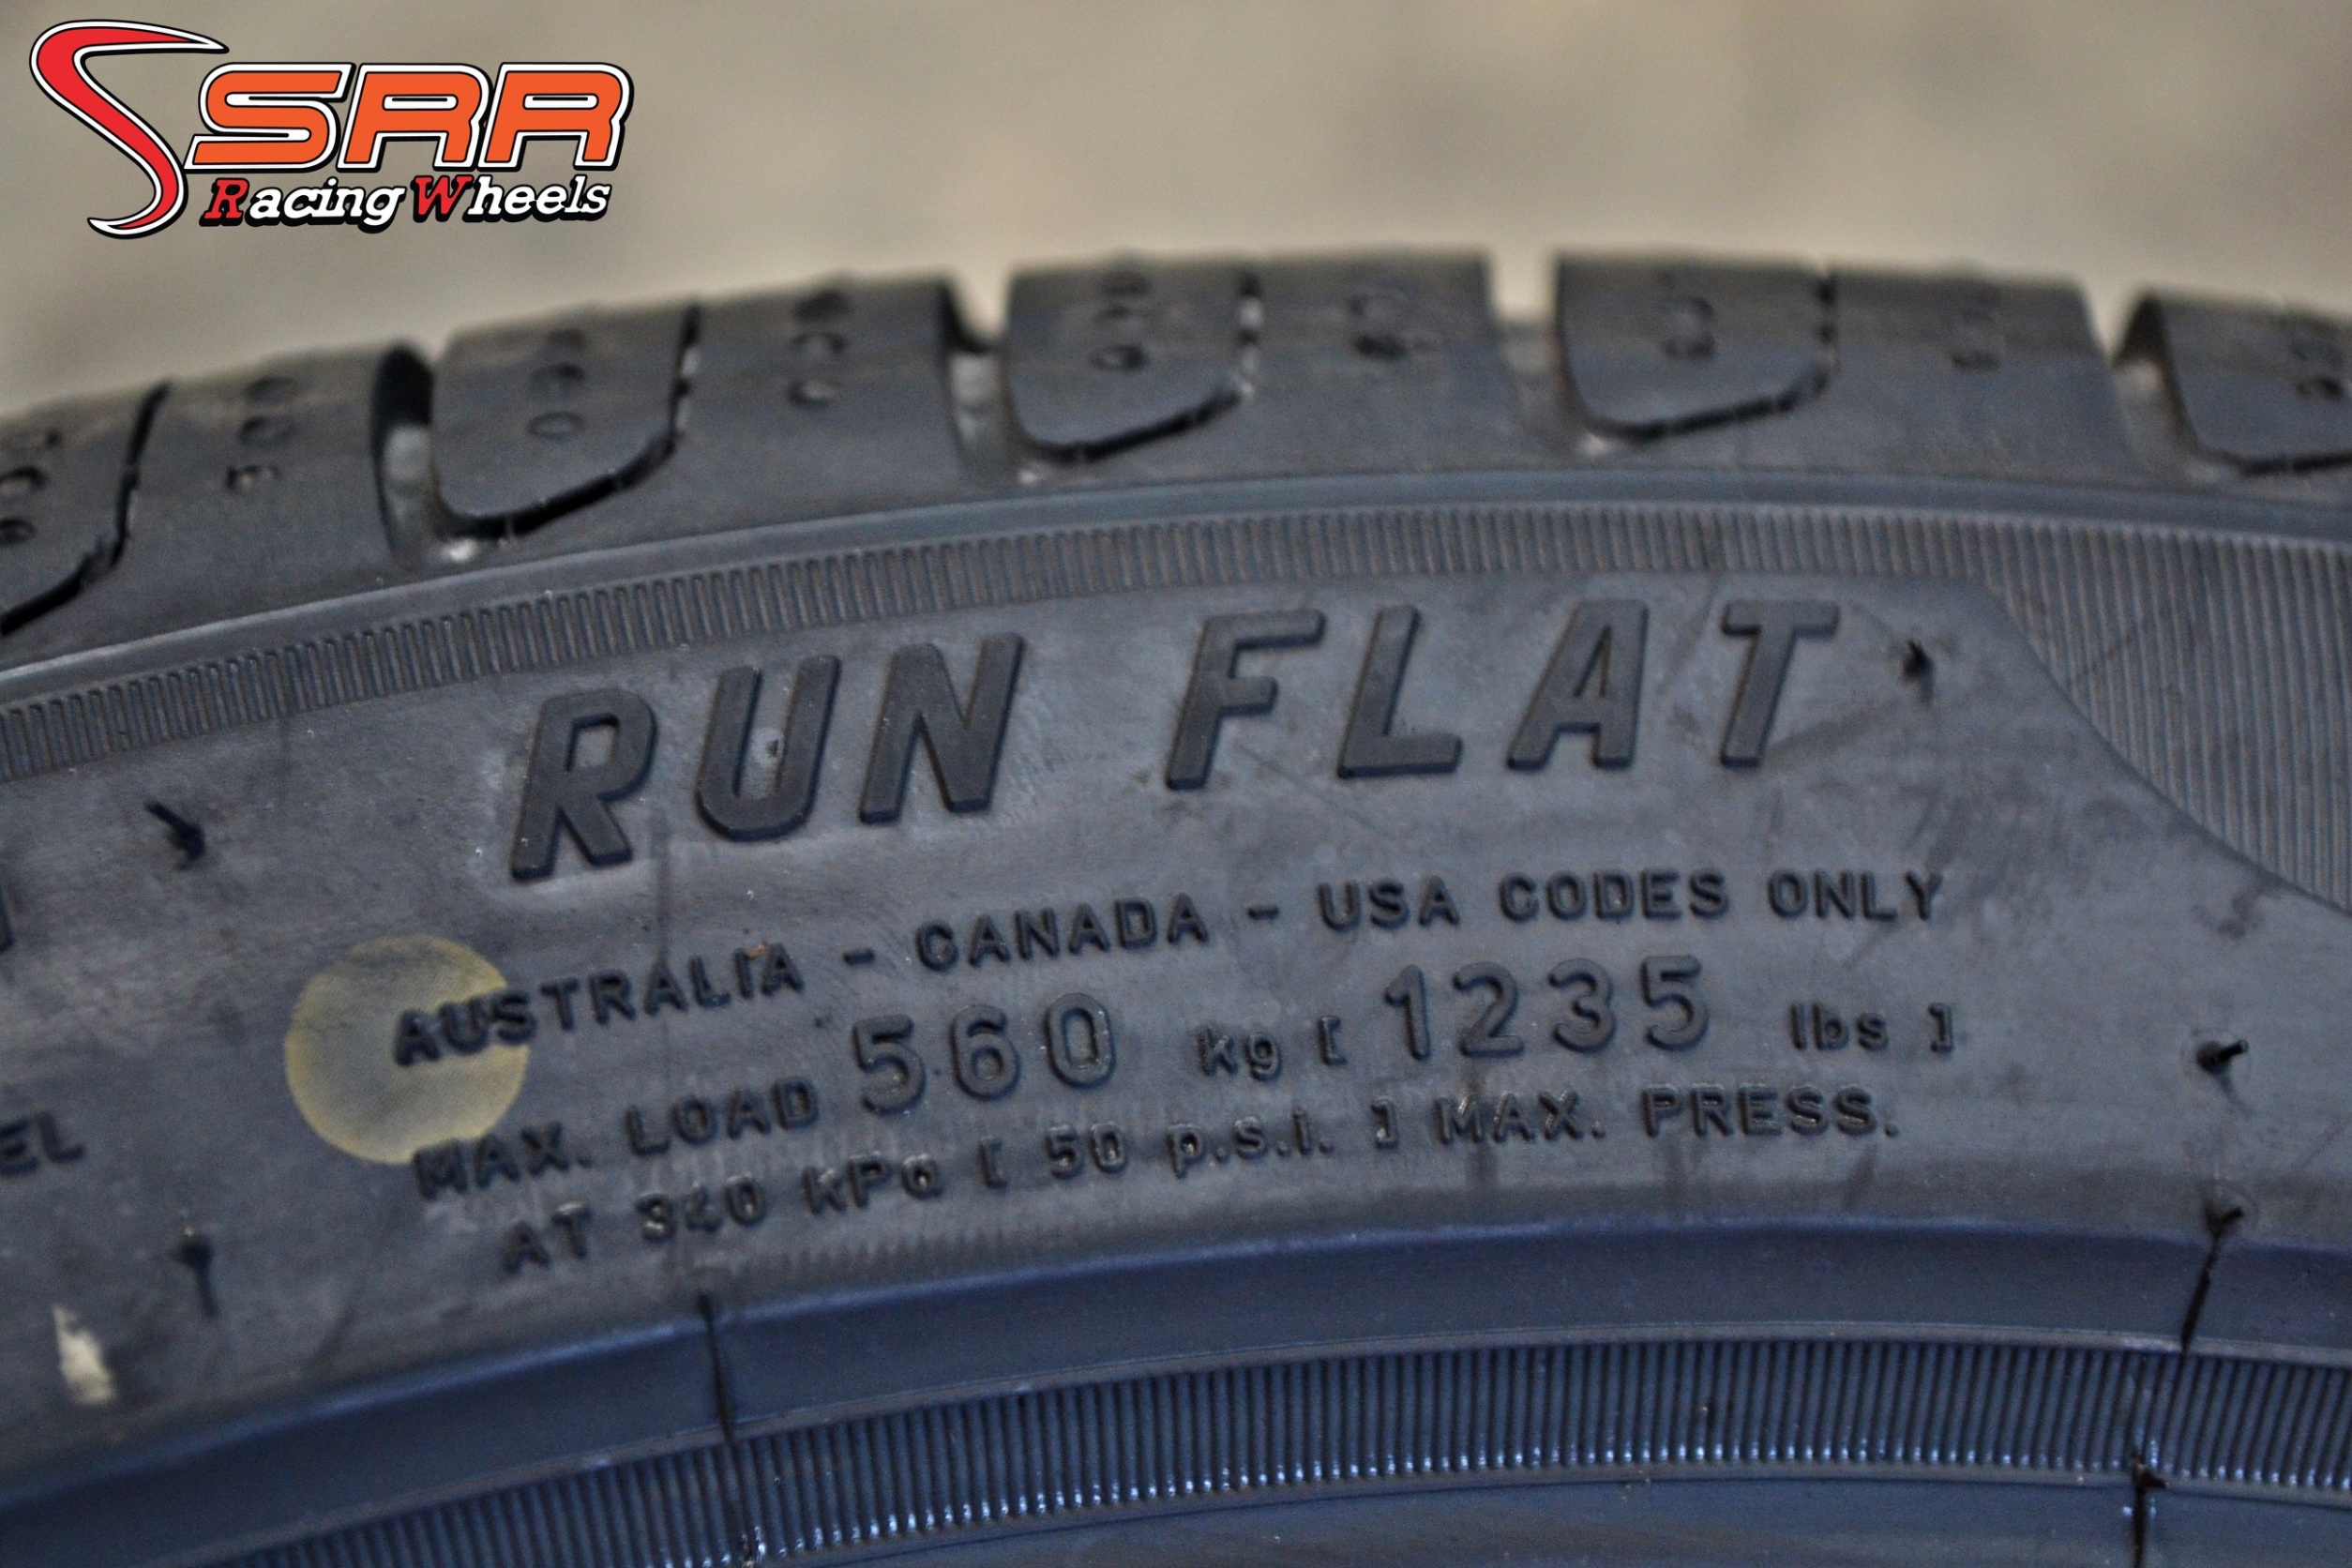 SRR
Racing Wheels
RUN FLAT
AUSTRALIA - CANADA - USA CODES ONLY
MAX. LOAD 560 kg [ 1235 lbs ]
AT 340 kPa [ 50 p.s.i. ] MAX. PRESS.
EL